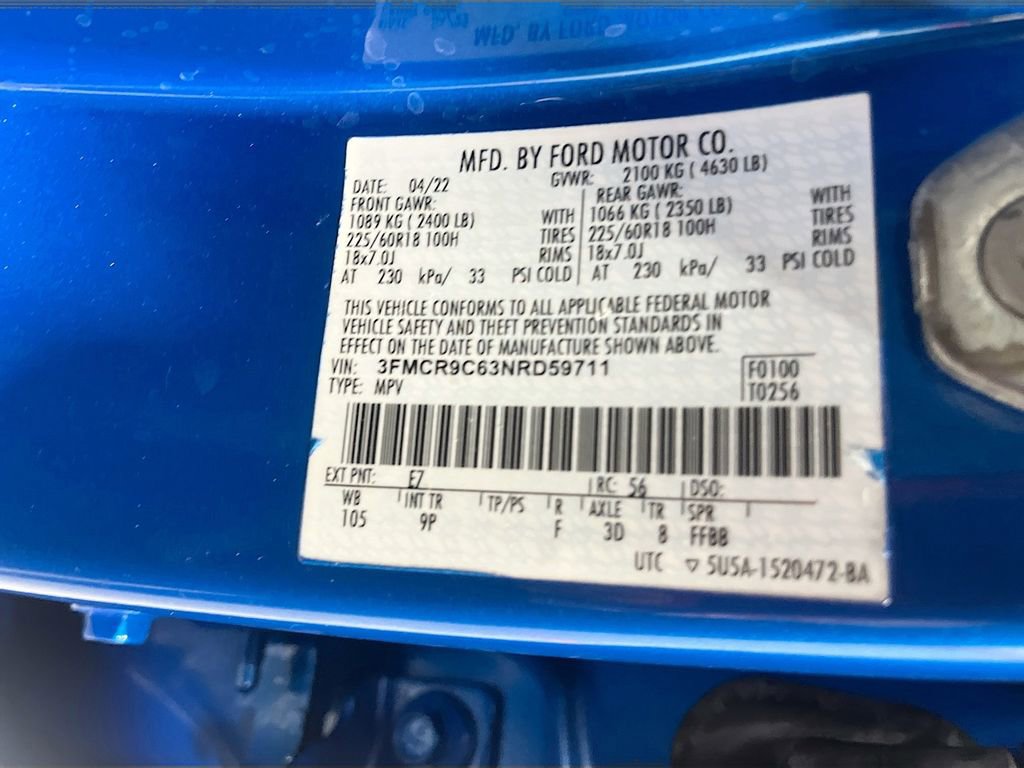 MFD. BY FORD MOTOR CO.
DATE: 04/22 GVWR: 2100 KG ( 4630 LB)
FRONT GAWR: REAR GAWR:
1089 KG ( 2400 LB) WITH 1066 KG ( 2350 LB) WITH
225/60R18 100H TIRES 225/60R18 100H TIRES
18x7.0J RIMS 18x7.0J RIMS
AT 230 kPa/ 33 PSI COLD AT 230 kPa/ 33 PSI COLD
THIS VEHICLE CONFORMS TO ALL APPLICABLE FEDERAL MOTOR
VEHICLE SAFETY AND THEFT PREVENTION STANDARDS IN
EFFECT ON THE DATE OF MANUFACTURE SHOWN ABOVE.
VIN: 3FMCR9C63NRD59711 F0100
TYPE: MPV T0256
EXT PNT: E7 RC: 56 DSO:
WB INT TR TP/PS R AXLE TR SPR
105 9P F 3D 8 FFBB
UTC ▽ 5U5A-1520472-BA